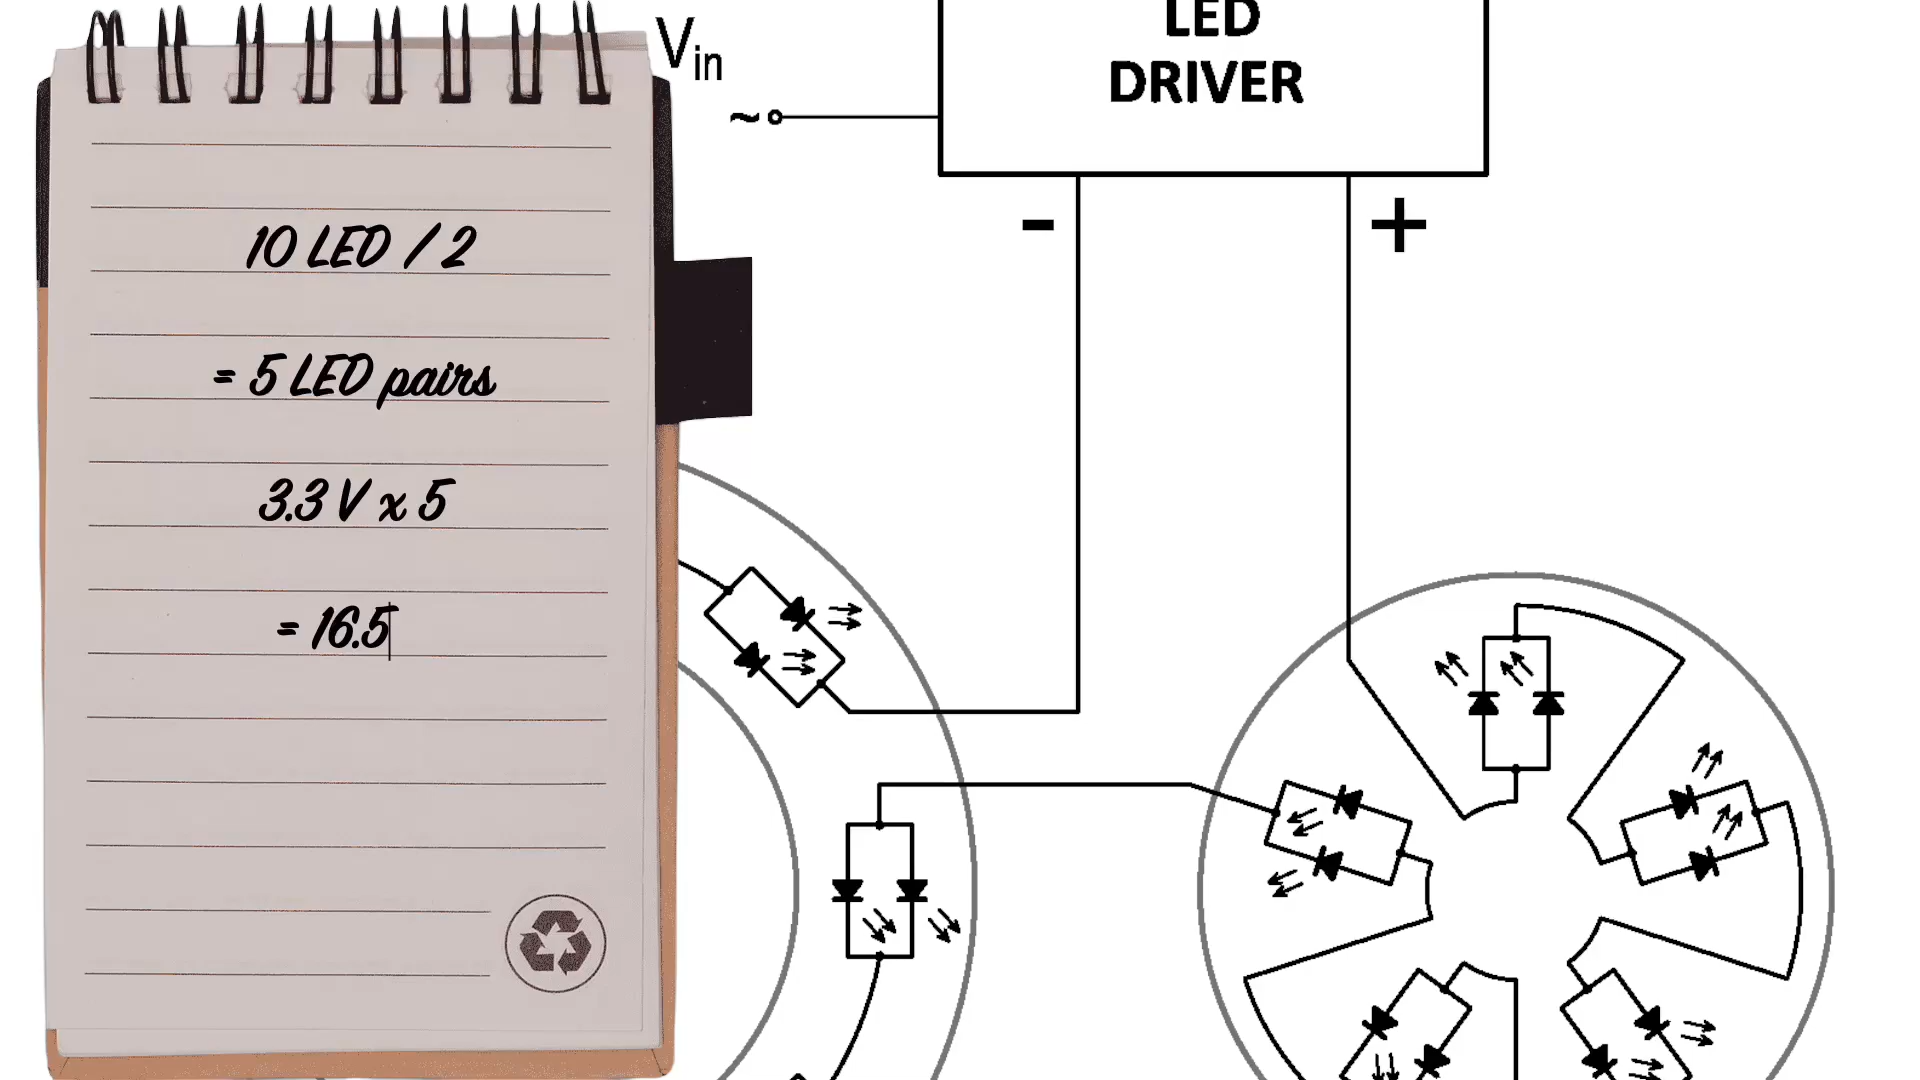 10 LED / 2
= 5 LED pairs
3.3 V x 5
= 16.5
Vin
~
LED
DRIVER
-
+